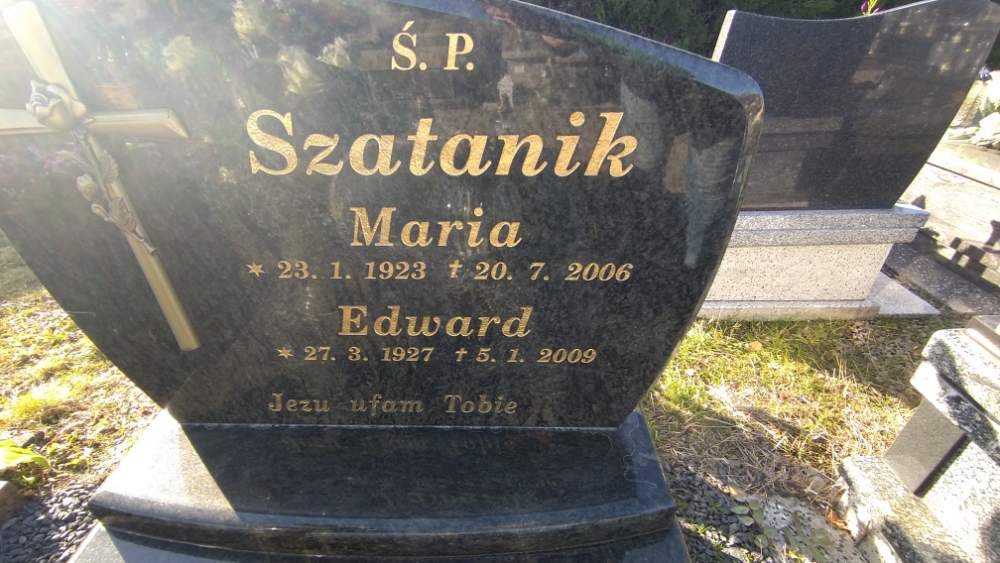 Ś. P.
Szatanik
Maria
* 23. 1. 1923 † 20. 7. 2006
Edward
* 27. 3. 1927 † 5. 1. 2009
Jezu ufam Tobie